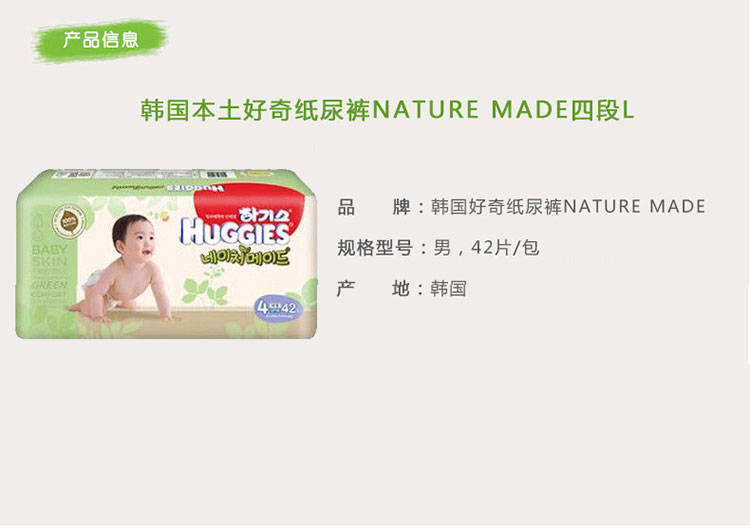 产品信息
韩国本土好奇纸尿裤NATURE MADE四段L
品 牌：韩国好奇纸尿裤NATURE MADE
规格型号：男，42片/包
产 地：韩国
하기스
HUGGIES
네이처메이드
BABY
SKIN
GREEN
COMFORT
4 42